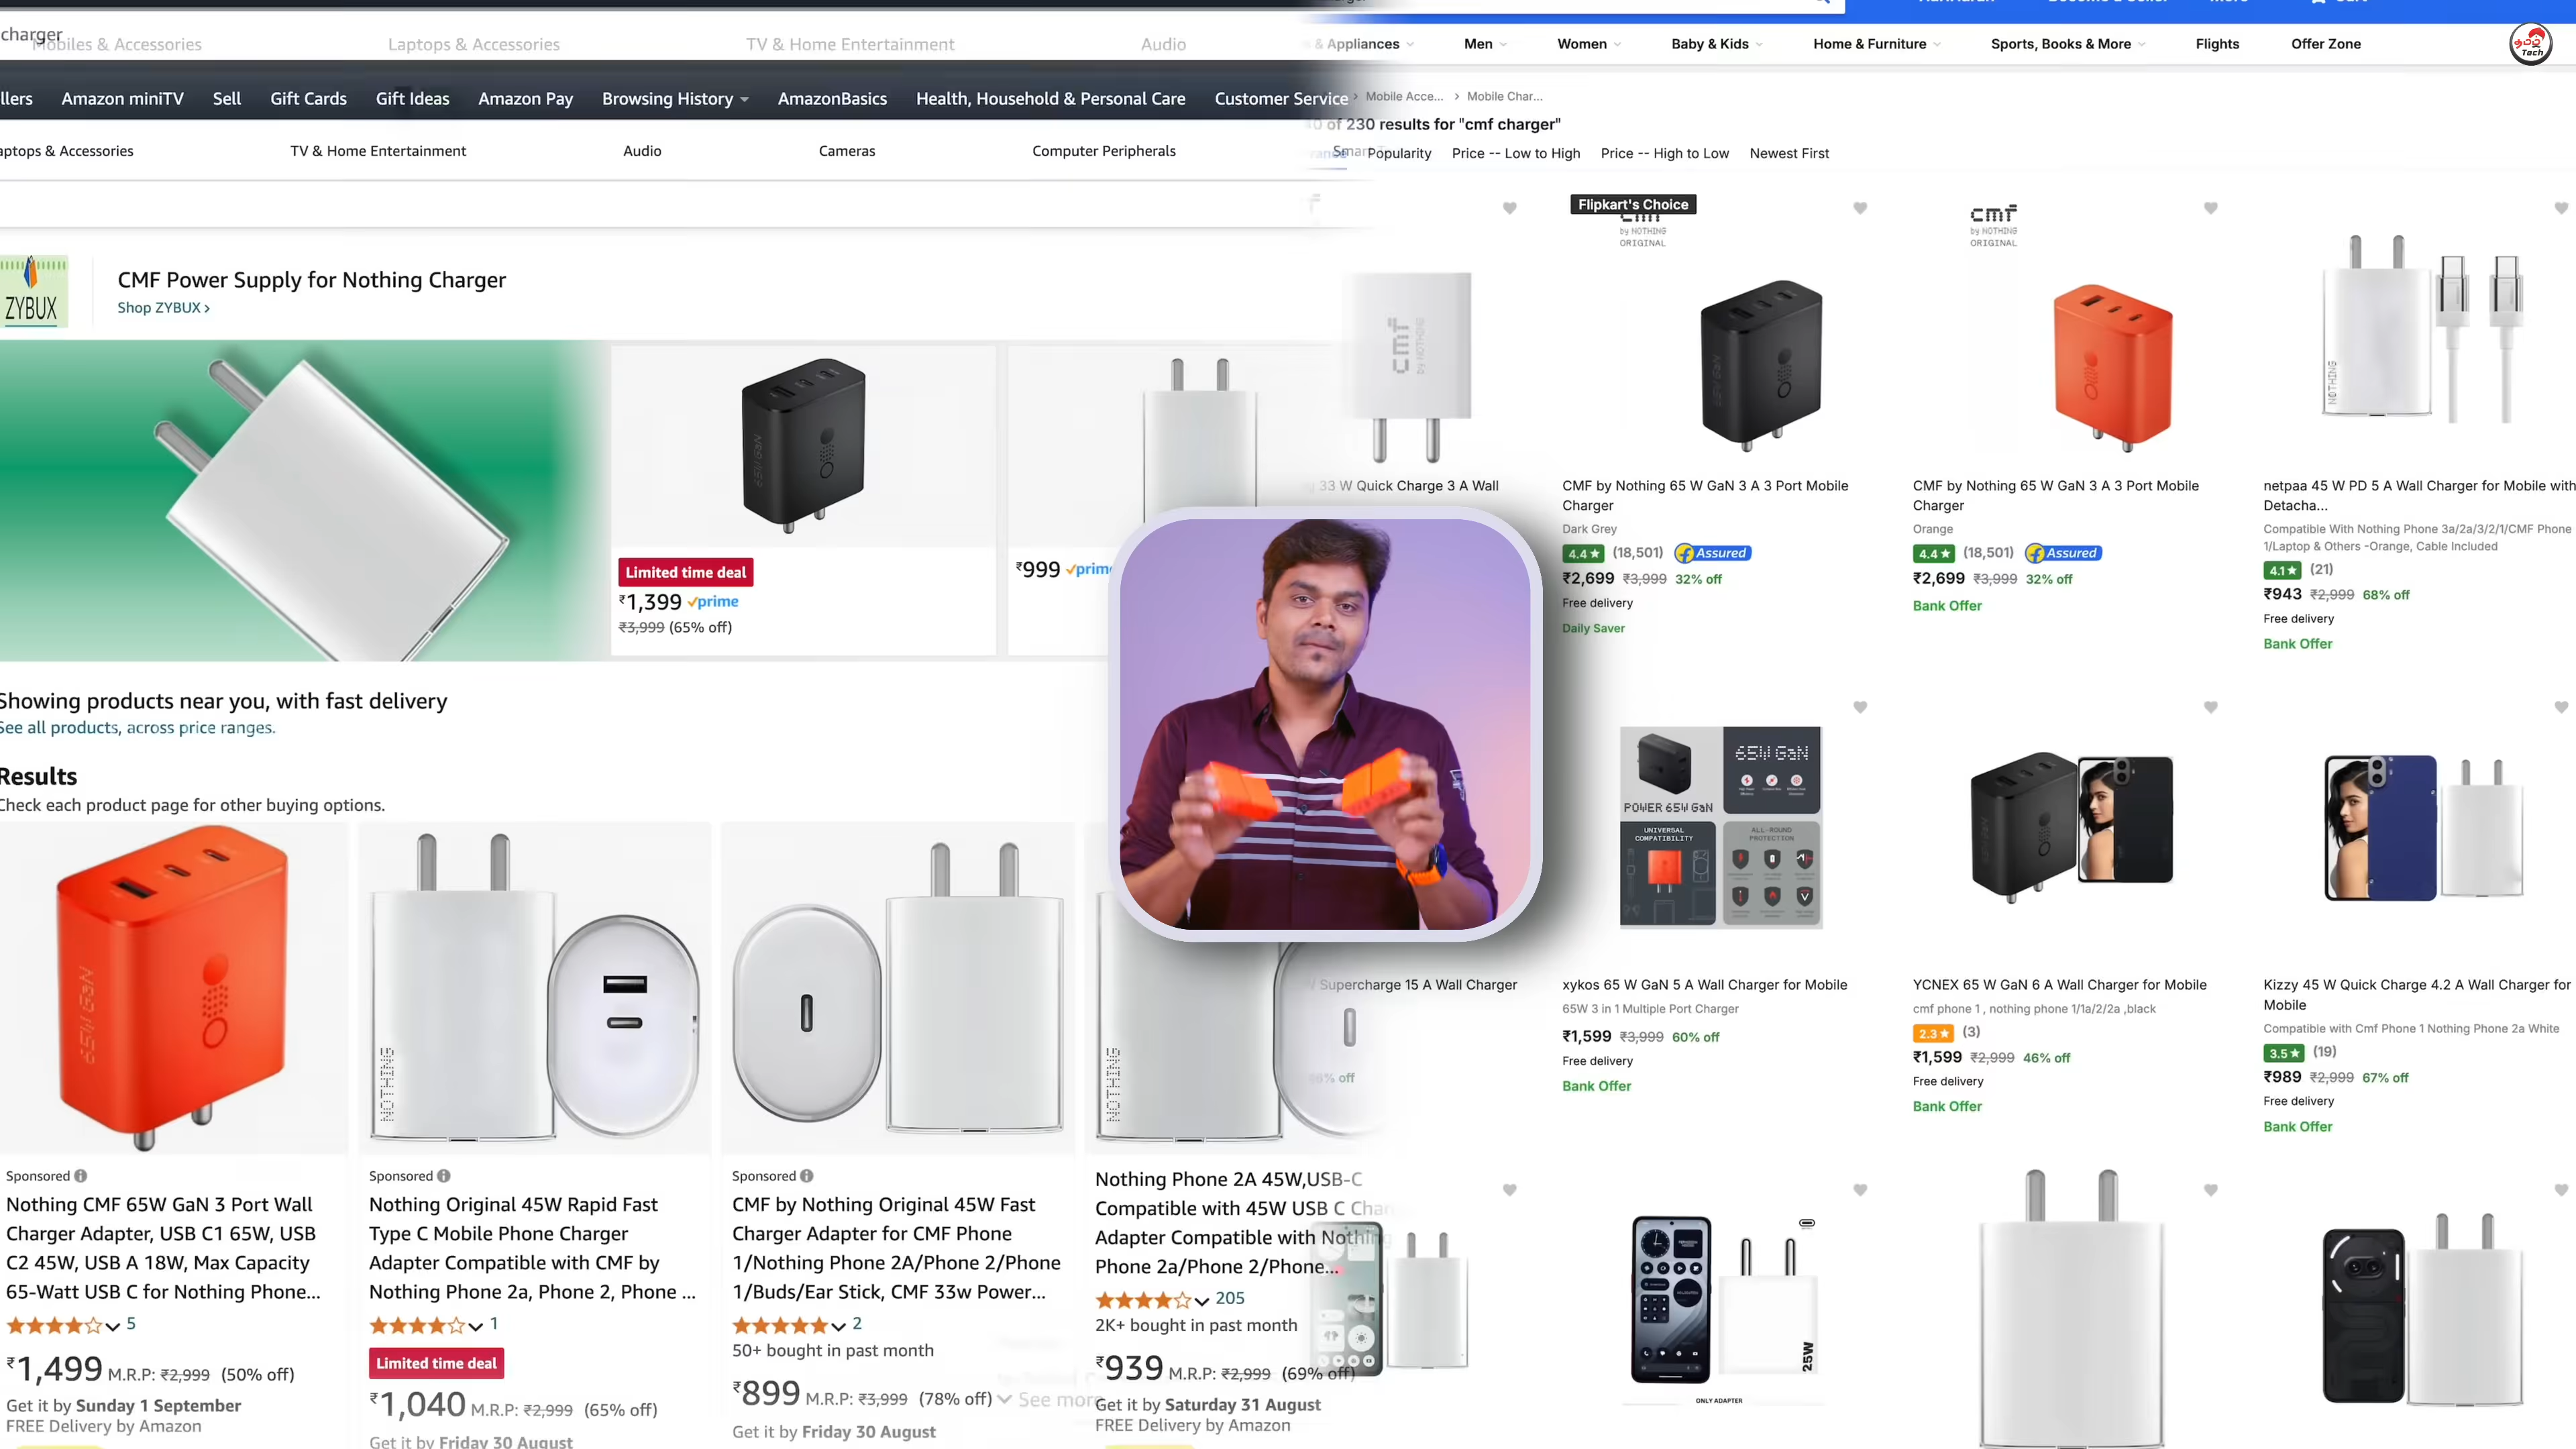 charger
Mobiles & Accessories
Laptops & Accessories
TV & Home Entertainment
Audio
Amazon miniTV
Sell
Gift Cards
Gift Ideas
Amazon Pay
Browsing History
AmazonBasics
Health, Household & Personal Care
Customer Service
aptops & Accessories
TV & Home Entertainment
Audio
Cameras
Computer Peripherals
ZYBUX
CMF Power Supply for Nothing Charger
Shop ZYBUX ›
65W GaN
Limited time deal
₹1,399 prime
₹3,999 (65% off)
₹999 prime
Showing products near you, with fast delivery
See all products, across price ranges.
Results
Check each product page for other buying options.
65W GaN
Sponsored
Nothing CMF 65W GaN 3 Port Wall
Charger Adapter, USB C1 65W, USB
C2 45W, USB A 18W, Max Capacity
65-Watt USB C for Nothing Phone...
5
₹1,499 M.R.P: ₹2,999 (50% off)
Get it by Sunday 1 September
FREE Delivery by Amazon
NOTHING
Sponsored
Nothing Original 45W Rapid Fast
Type C Mobile Phone Charger
Adapter Compatible with CMF by
Nothing Phone 2a, Phone 2, Phone ...
1
Limited time deal
₹1,040 M.R.P: ₹2,999 (65% off)
Get it by Friday 30 August
Sponsored
CMF by Nothing Original 45W Fast
Charger Adapter for CMF Phone
1/Nothing Phone 2A/Phone 2/Phone
1/Buds/Ear Stick, CMF 33w Power...
2
50+ bought in past month
₹899 M.R.P: ₹3,999 (78% off)
See more
Get it by Friday 30 August
NOTHING
Nothing Phone 2A 45W,USB-C
Compatible with 45W USB C Char
Adapter Compatible with Nothing
Phone 2a/Phone 2/Phone...
205
2K+ bought in past month
₹939 M.R.P: ₹2,999 (69% off)
Get it by Saturday 31 August
FREE Delivery by Amazon
& Appliances
Men
Women
Baby & Kids
Home & Furniture
Sports, Books & More
Flights
Offer Zone
தமிழ்
Tech
Mobile Acce...
Mobile Char...
0 of 230 results for "cmf charger"
Popularity
Price -- Low to High
Price -- High to Low
Newest First
cmf
by NOTHING
33 W Quick Charge 3 A Wall
Flipkart's Choice
by NOTHING
ORIGINAL
CMF by Nothing 65 W GaN 3 A 3 Port Mobile
Charger
Dark Grey
4.4 (18,501) Assured
₹2,699 ₹3,999 32% off
Free delivery
Daily Saver
cmf
by NOTHING
ORIGINAL
CMF by Nothing 65 W GaN 3 A 3 Port Mobile
Charger
Orange
4.4 (18,501) Assured
₹2,699 ₹3,999 32% off
Bank Offer
NOTHING
netpaa 45 W PD 5 A Wall Charger for Mobile with
Detacha...
Compatible With Nothing Phone 3a/2a/3/2/1/CMF Phone
1/Laptop & Others -Orange, Cable Included
4.1 (21)
₹943 ₹2,999 68% off
Free delivery
Bank Offer
Supercharge 15 A Wall Charger
6% off
65W GaN
POWER 65W GaN
UNIVERSAL
COMPATIBILITY
ALL-ROUND
PROTECTION
xykos 65 W GaN 5 A Wall Charger for Mobile
65W 3 in 1 Multiple Port Charger
₹1,599 ₹3,999 60% off
Free delivery
Bank Offer
YCNEX 65 W GaN 6 A Wall Charger for Mobile
cmf phone 1 , nothing phone 1/1a/2/2a ,black
2.3 (3)
₹1,599 ₹2,999 46% off
Free delivery
Bank Offer
Kizzy 45 W Quick Charge 4.2 A Wall Charger for
Mobile
Compatible with Cmf Phone 1 Nothing Phone 2a White
3.5 (19)
₹989 ₹2,999 67% off
Free delivery
Bank Offer
25W
ONLY ADAPTER